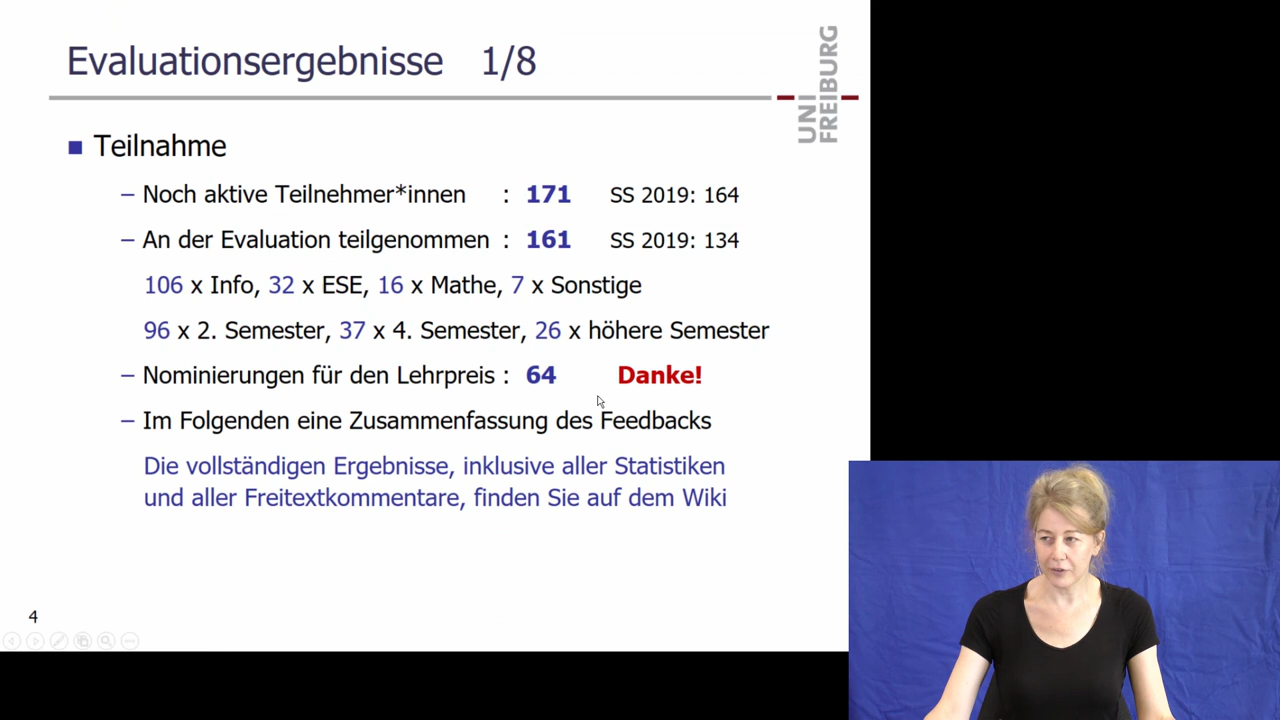 Evaluationsergebnisse 1/8
UNI
FREIBURG
Teilnahme
– Noch aktive Teilnehmer*innen : 171 SS 2019: 164
– An der Evaluation teilgenommen : 161 SS 2019: 134
106 x Info, 32 x ESE, 16 x Mathe, 7 x Sonstige
96 x 2. Semester, 37 x 4. Semester, 26 x höhere Semester
– Nominierungen für den Lehrpreis : 64 Danke!
– Im Folgenden eine Zusammenfassung des Feedbacks
Die vollständigen Ergebnisse, inklusive aller Statistiken
und aller Freitextkommentare, finden Sie auf dem Wiki
4